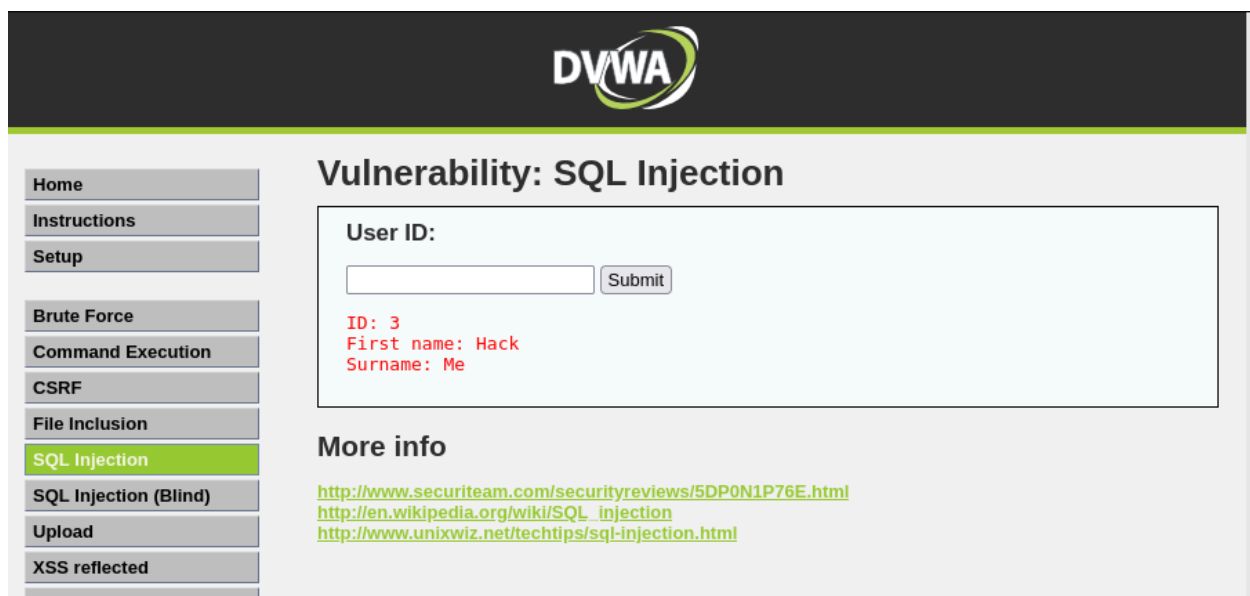 DVWA
Home
Instructions
Setup
Brute Force
Command Execution
CSRF
File Inclusion
SQL Injection
SQL Injection (Blind)
Upload
XSS reflected
Vulnerability: SQL Injection
User ID:
Submit
ID: 3
First name: Hack
Surname: Me
More info
http://www.securiteam.com/securityreviews/5DP0N1P76E.html
http://en.wikipedia.org/wiki/SQL_injection
http://www.unixwiz.net/techtips/sql-injection.html